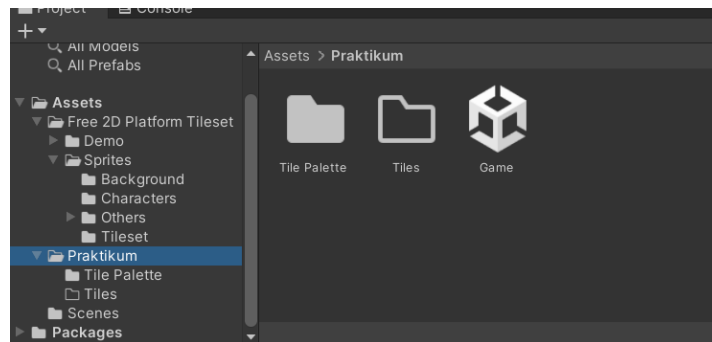 Project
Console
All Models
All Prefabs
Assets
Free 2D Platform Tileset
Demo
Sprites
Background
Characters
Others
Tileset
Praktikum
Tile Palette
Tiles
Scenes
Packages
Assets > Praktikum
Tile Palette
Tiles
Game